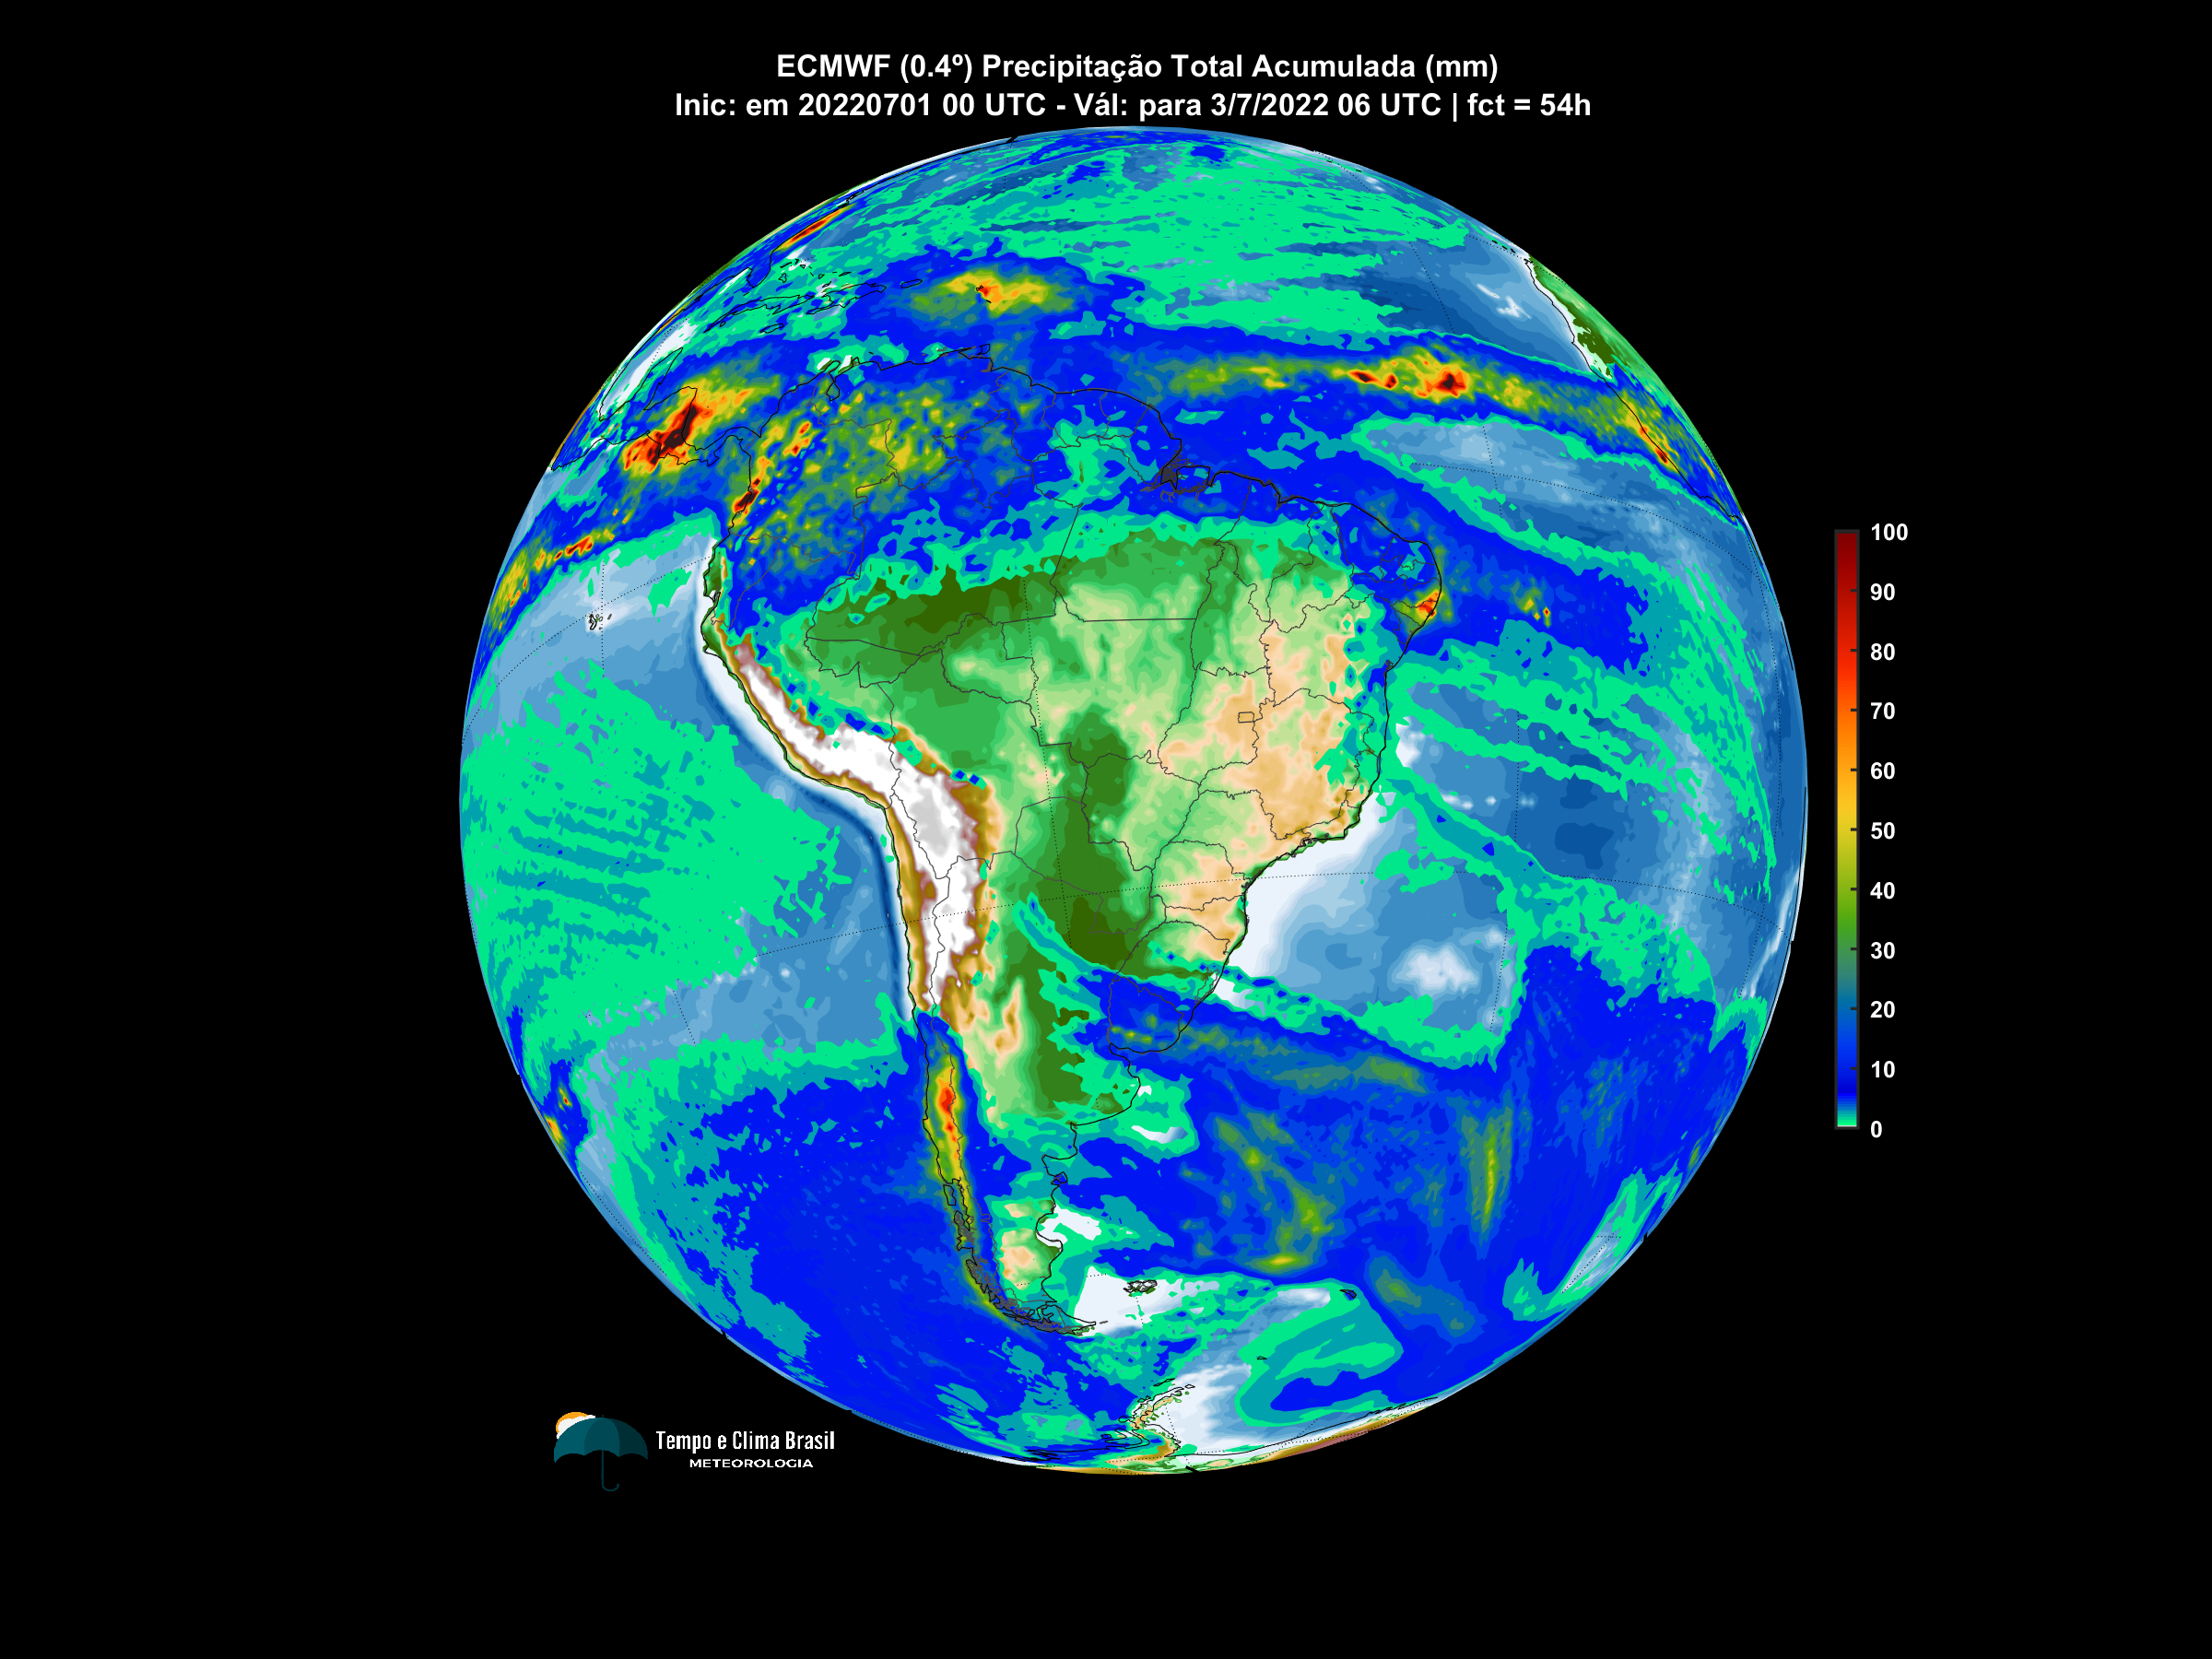 ECMWF (0.4º) Precipitação Total Acumulada (mm)
Inic: em 20220701 00 UTC - Vál: para 3/7/2022 06 UTC | fct = 54h
100
90
80
70
60
50
40
30
20
10
0
Tempo e Clima Brasil
METEOROLOGIA